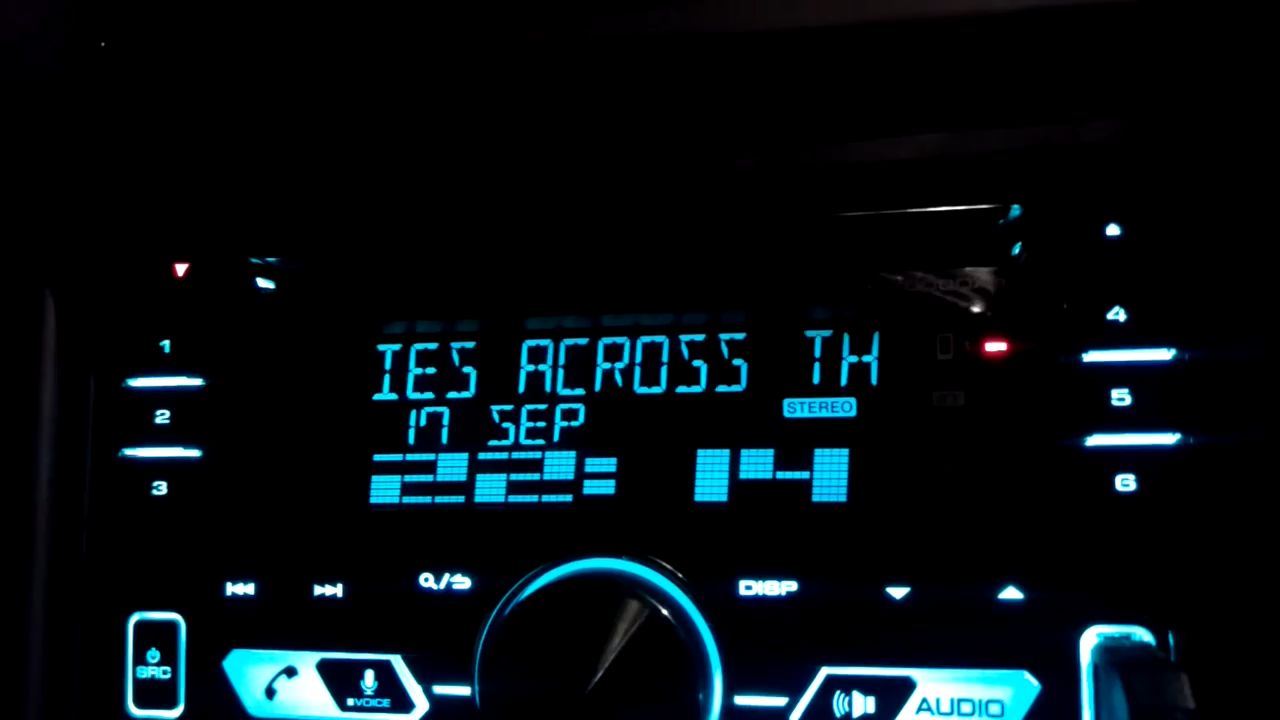 1
2
3
4
5
6
IES ACROSS TH
17 SEP
STEREO
22:14
DISP
SRC
VOICE
AUDIO